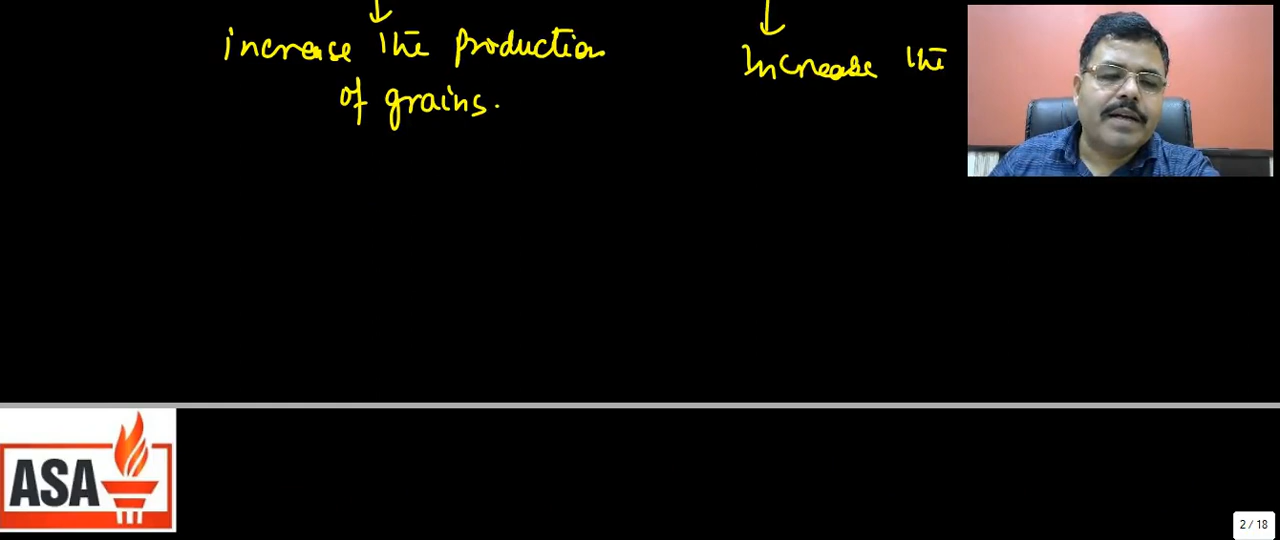 increase the production
of grains.
Increase the
ASA
2 / 18